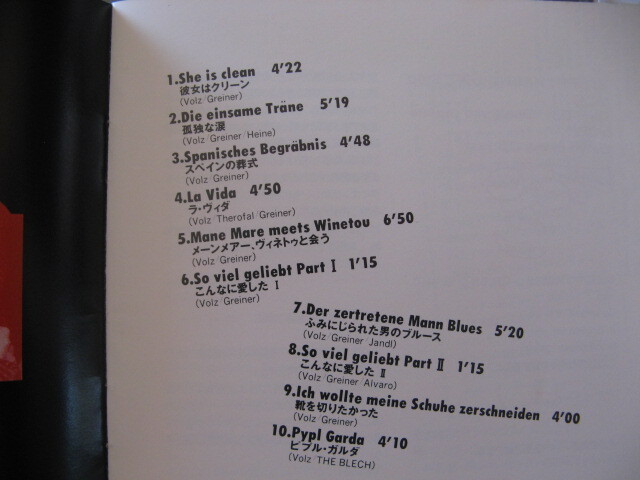 1.She is clean 4'22
彼女はクリーン
(Volz/Greiner)
2.Die einsame Träne 5'19
孤独な涙
(Volz/Greiner/Heine)
3.Spanisches Begräbnis 4'48
スペインの葬式
(Volz/Greiner)
4.La Vida 4'50
ラ・ヴィダ
(Volz/Therofal/Greiner)
5.Mane Mare meets Winetou 6'50
メーンメアー、ヴィネトゥと会う
(Volz/Greiner)
6.So viel geliebt Part I 1'15
こんなに愛した I
(Volz/Greiner)
7.Der zertretene Mann Blues 5'20
ふみにじられた男のブルース
(Volz/Greiner/Jandl)
8.So viel geliebt Part II 1'15
こんなに愛した II
(Volz/Greiner/Alvaro)
9.Ich wollte meine Schuhe zerschneiden 4'00
靴を切りたかった
(Volz/Greiner)
10.Pypl Garda 4'10
ピプル・ガルダ
(Volz/THE BLECH)